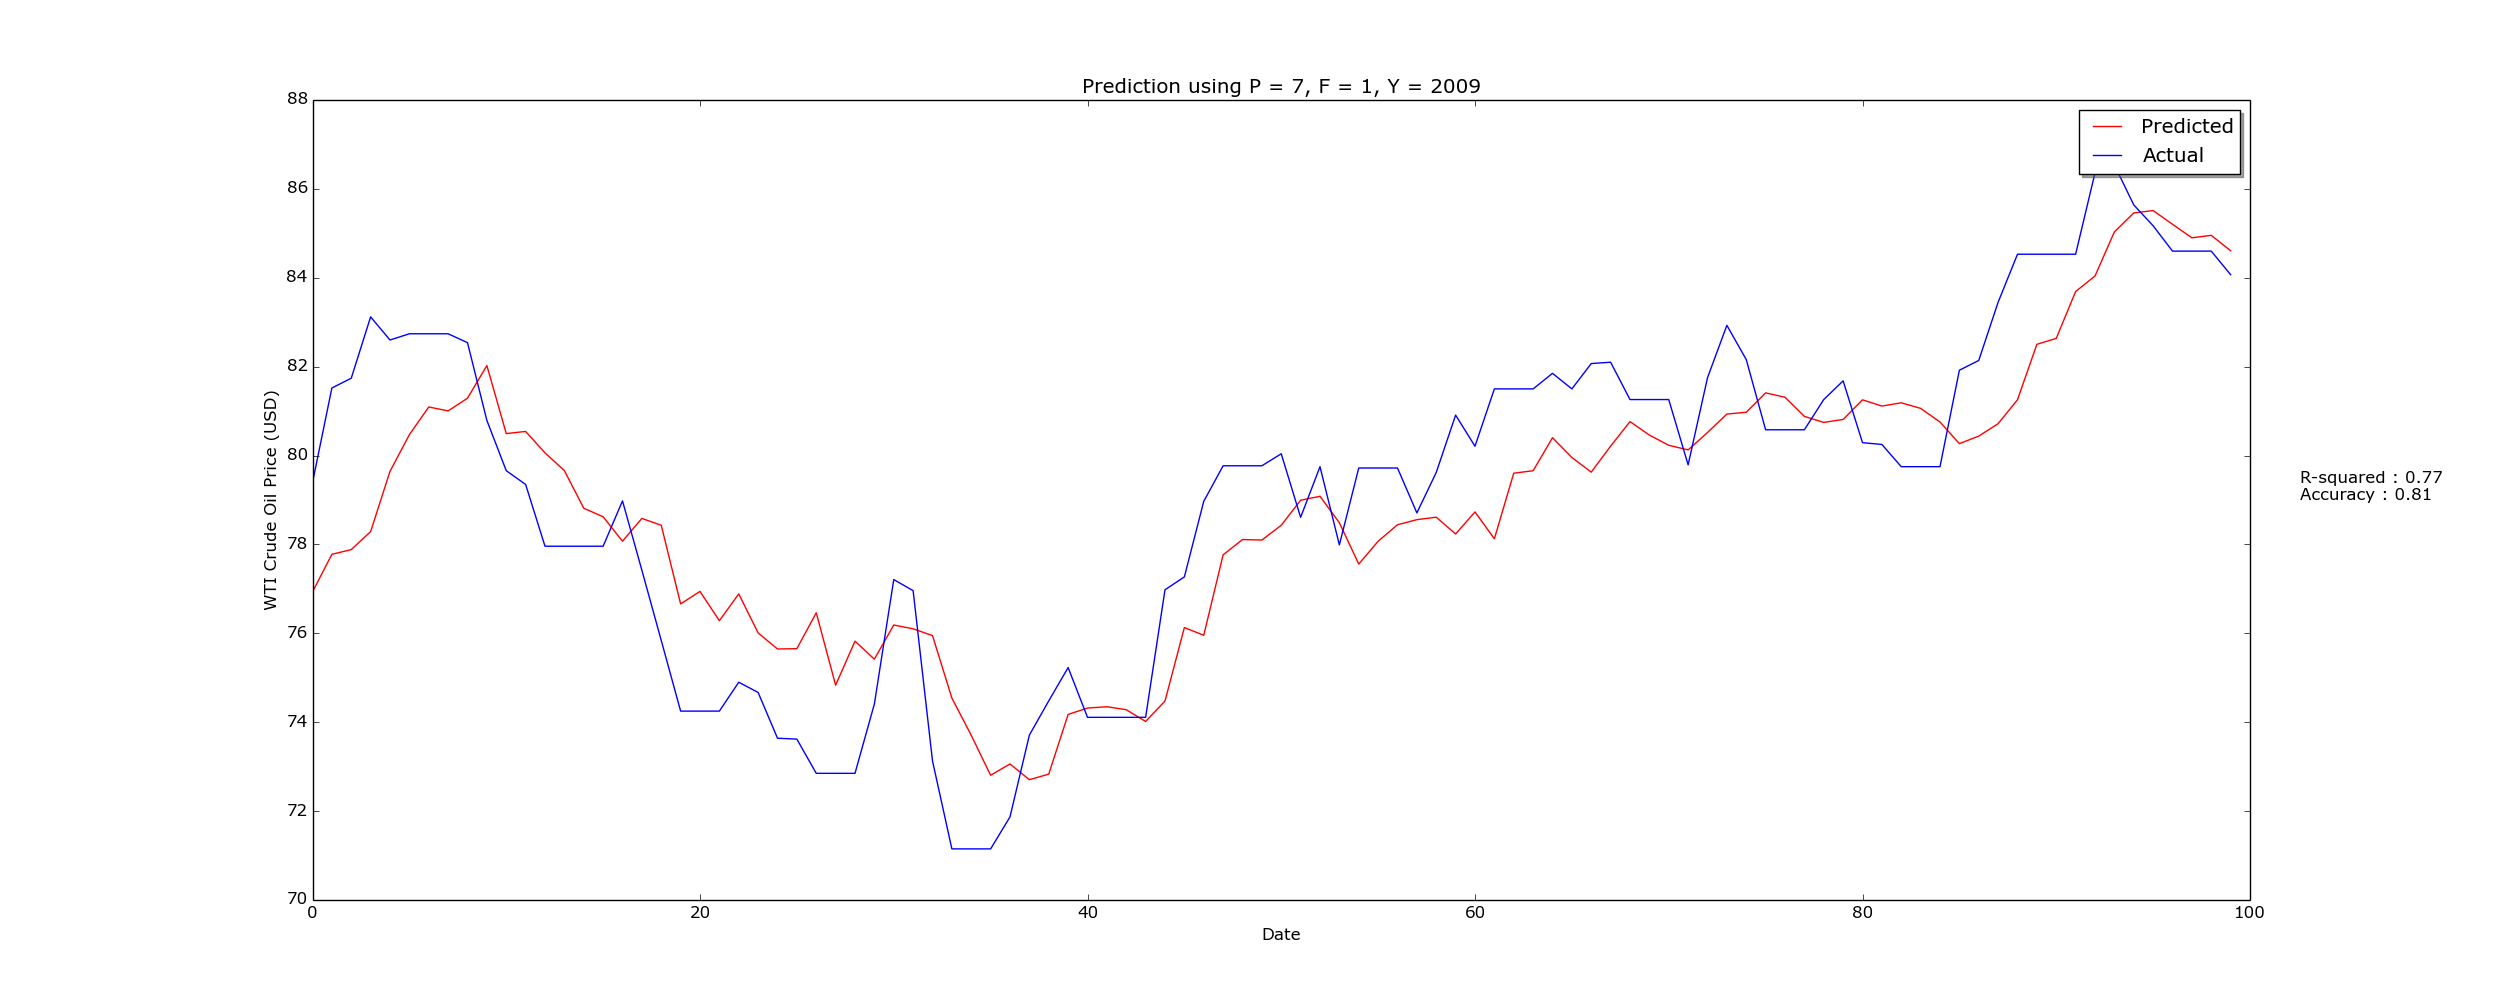 Prediction using P = 7, F = 1, Y = 2009
88
86
84
82
80
78
76
74
72
70
WTI Crude Oil Price (USD)
Predicted
Actual
R-squared : 0.77
Accuracy : 0.81
0 20 40 60 80 100
Date